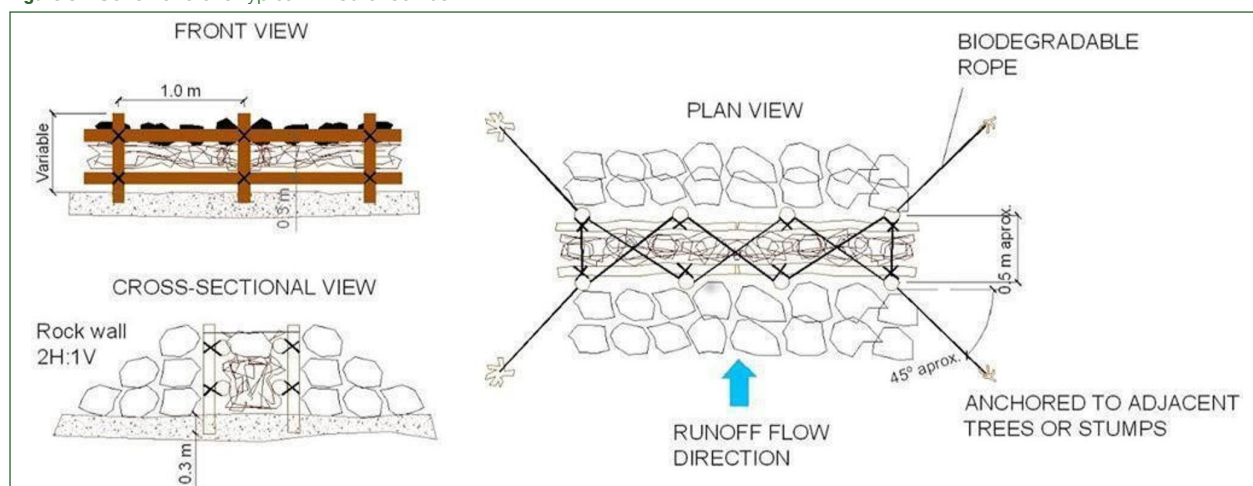 FRONT VIEW
1.0 m
Variable
0.3 m
CROSS-SECTIONAL VIEW
Rock wall
2H:1V
0.3 m
PLAN VIEW
BIODEGRADABLE
ROPE
0.5 m aprox.
45º aprox.
RUNOFF FLOW
DIRECTION
ANCHORED TO ADJACENT
TREES OR STUMPS